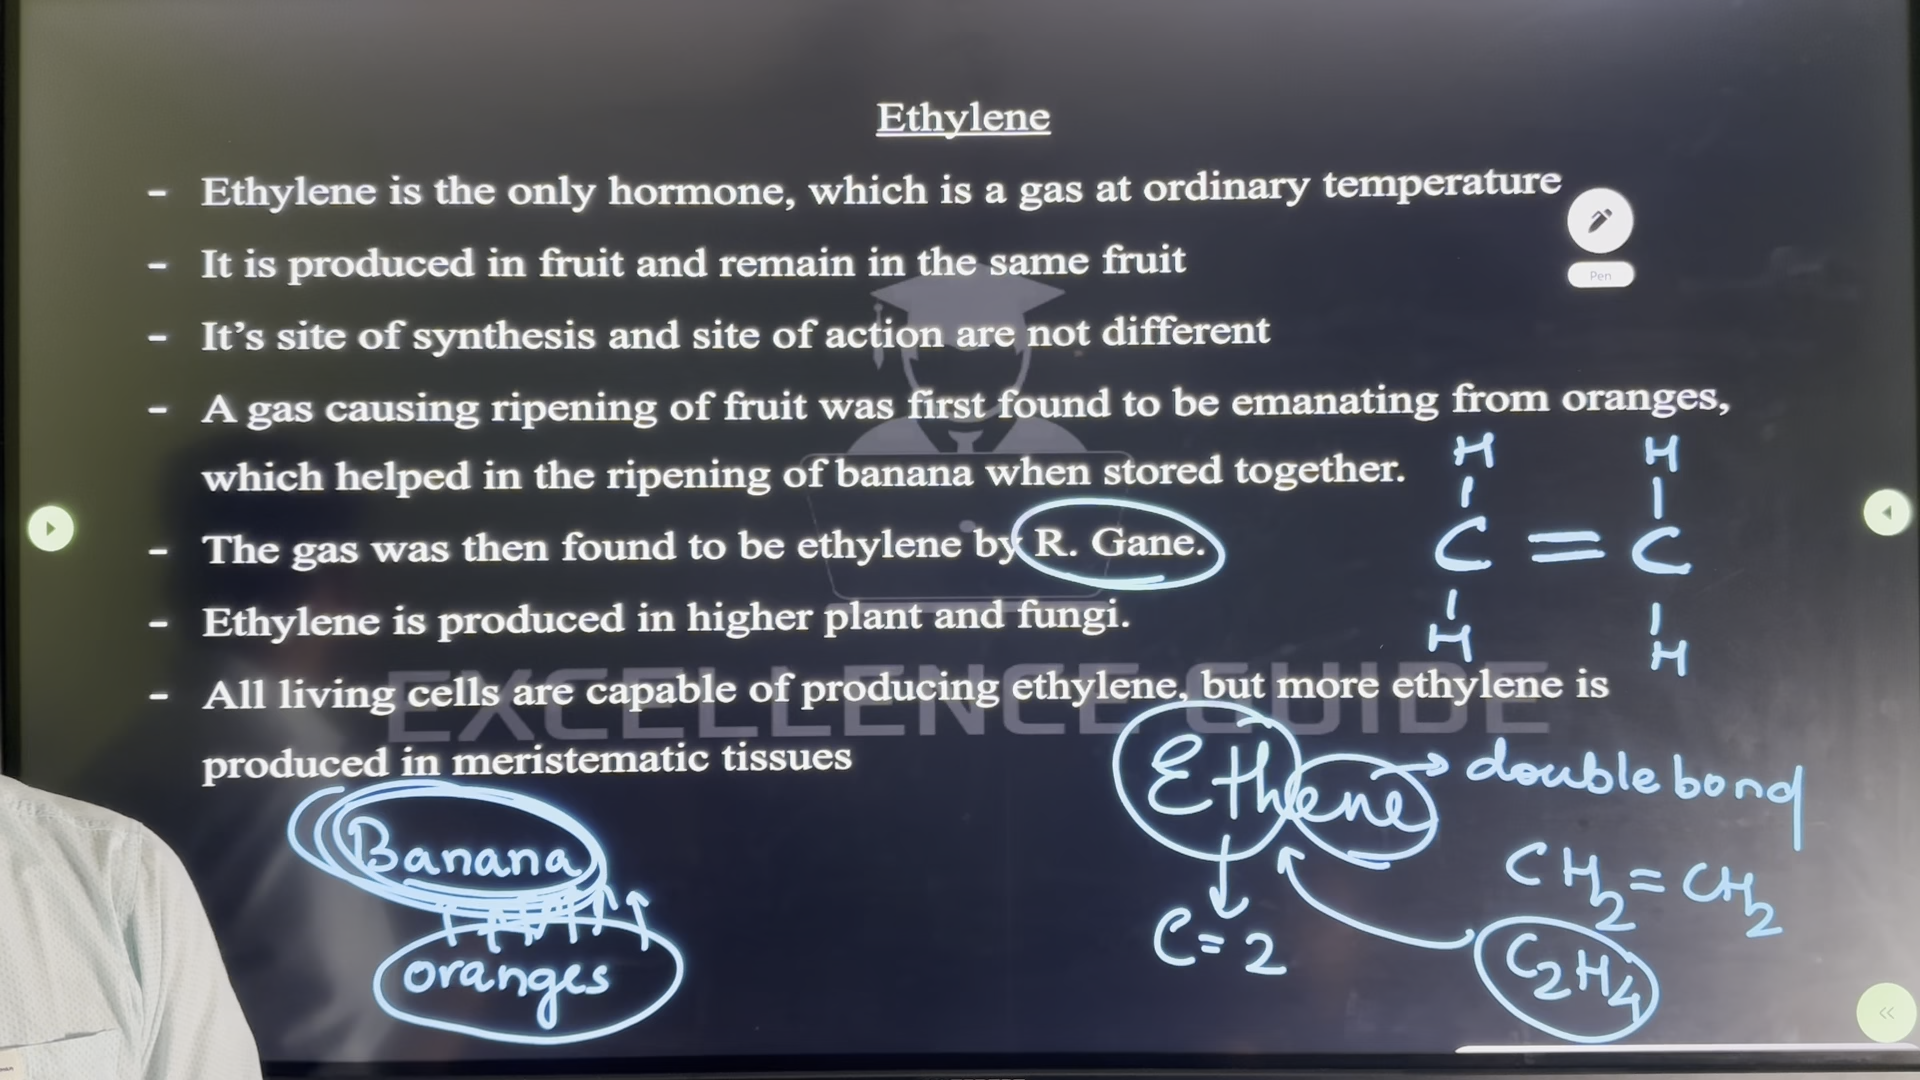 Ethylene
- Ethylene is the only hormone, which is a gas at ordinary temperature
Pen
- It is produced in fruit and remain in the same fruit
- It’s site of synthesis and site of action are not different
- A gas causing ripening of fruit was first found to be emanating from oranges,
which helped in the ripening of banana when stored together.
- The gas was then found to be ethylene by R. Gane.
H H
C = C
H H
- Ethylene is produced in higher plant and fungi.
- All living cells are capable of producing ethylene, but more ethylene is
produced in meristematic tissues
EXCELLENCE GUIDE
Banana
oranges
Ethene → double bond
C = 2
CH2 = CH2
C2H4